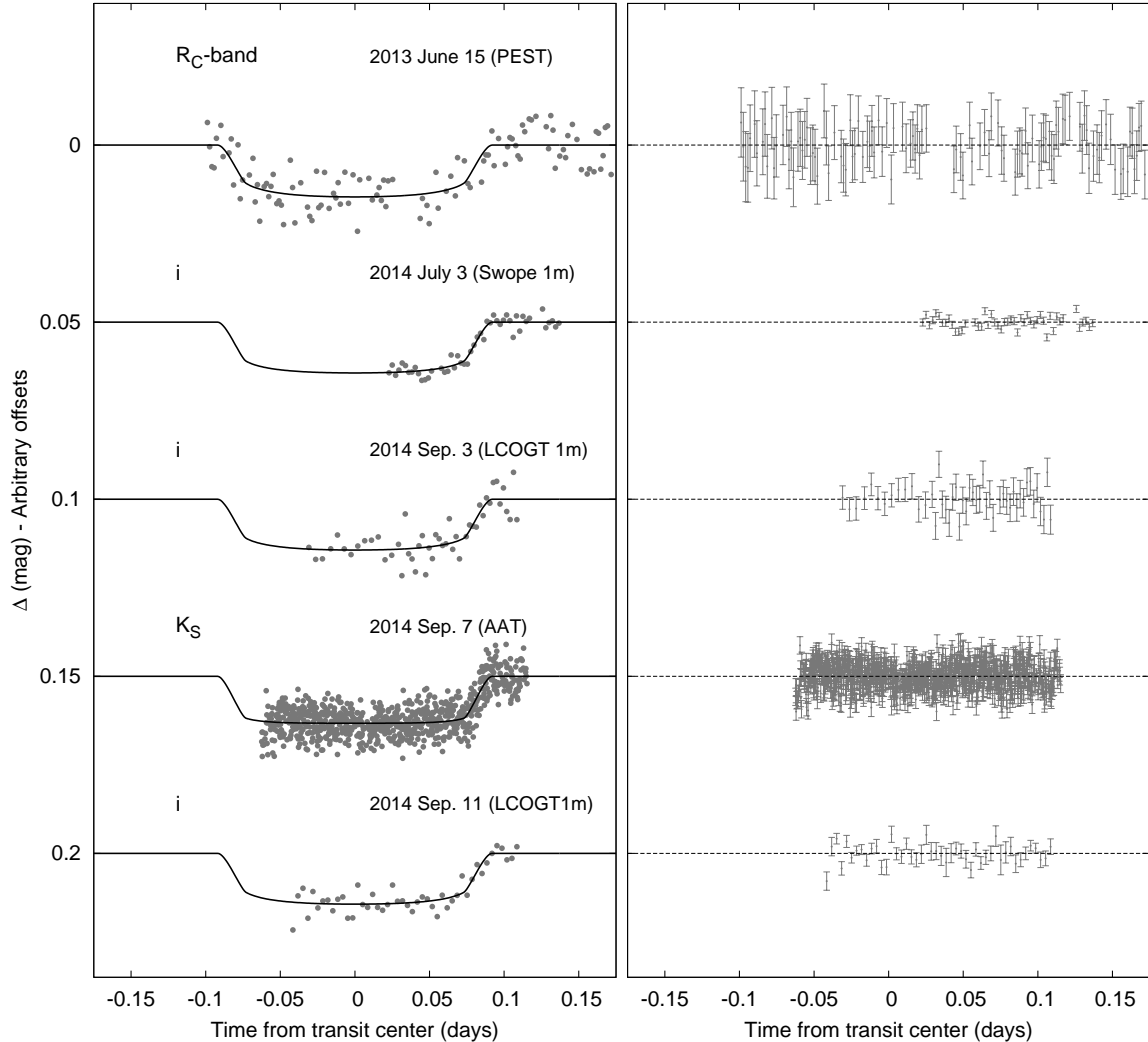 R_C-band 2013 June 15 (PEST)
0
i 2014 July 3 (Swope 1m)
0.05
i 2014 Sep. 3 (LCOGT 1m)
0.1
K_S 2014 Sep. 7 (AAT)
0.15
i 2014 Sep. 11 (LCOGT1m)
0.2
Δ (mag) - Arbitrary offsets
-0.15 -0.1 -0.05 0 0.05 0.1 0.15
Time from transit center (days)
-0.15 -0.1 -0.05 0 0.05 0.1 0.15
Time from transit center (days)